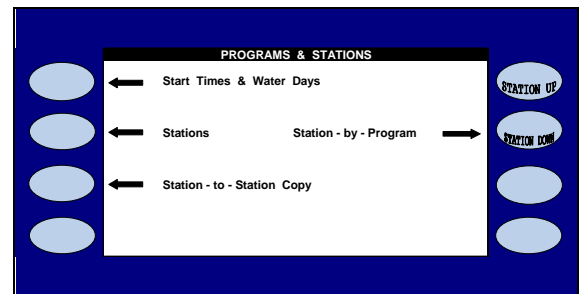 PROGRAMS & STATIONS
Start Times & Water Days
STATION UP
Stations Station - by - Program
STATION DOWN
Station - to - Station Copy